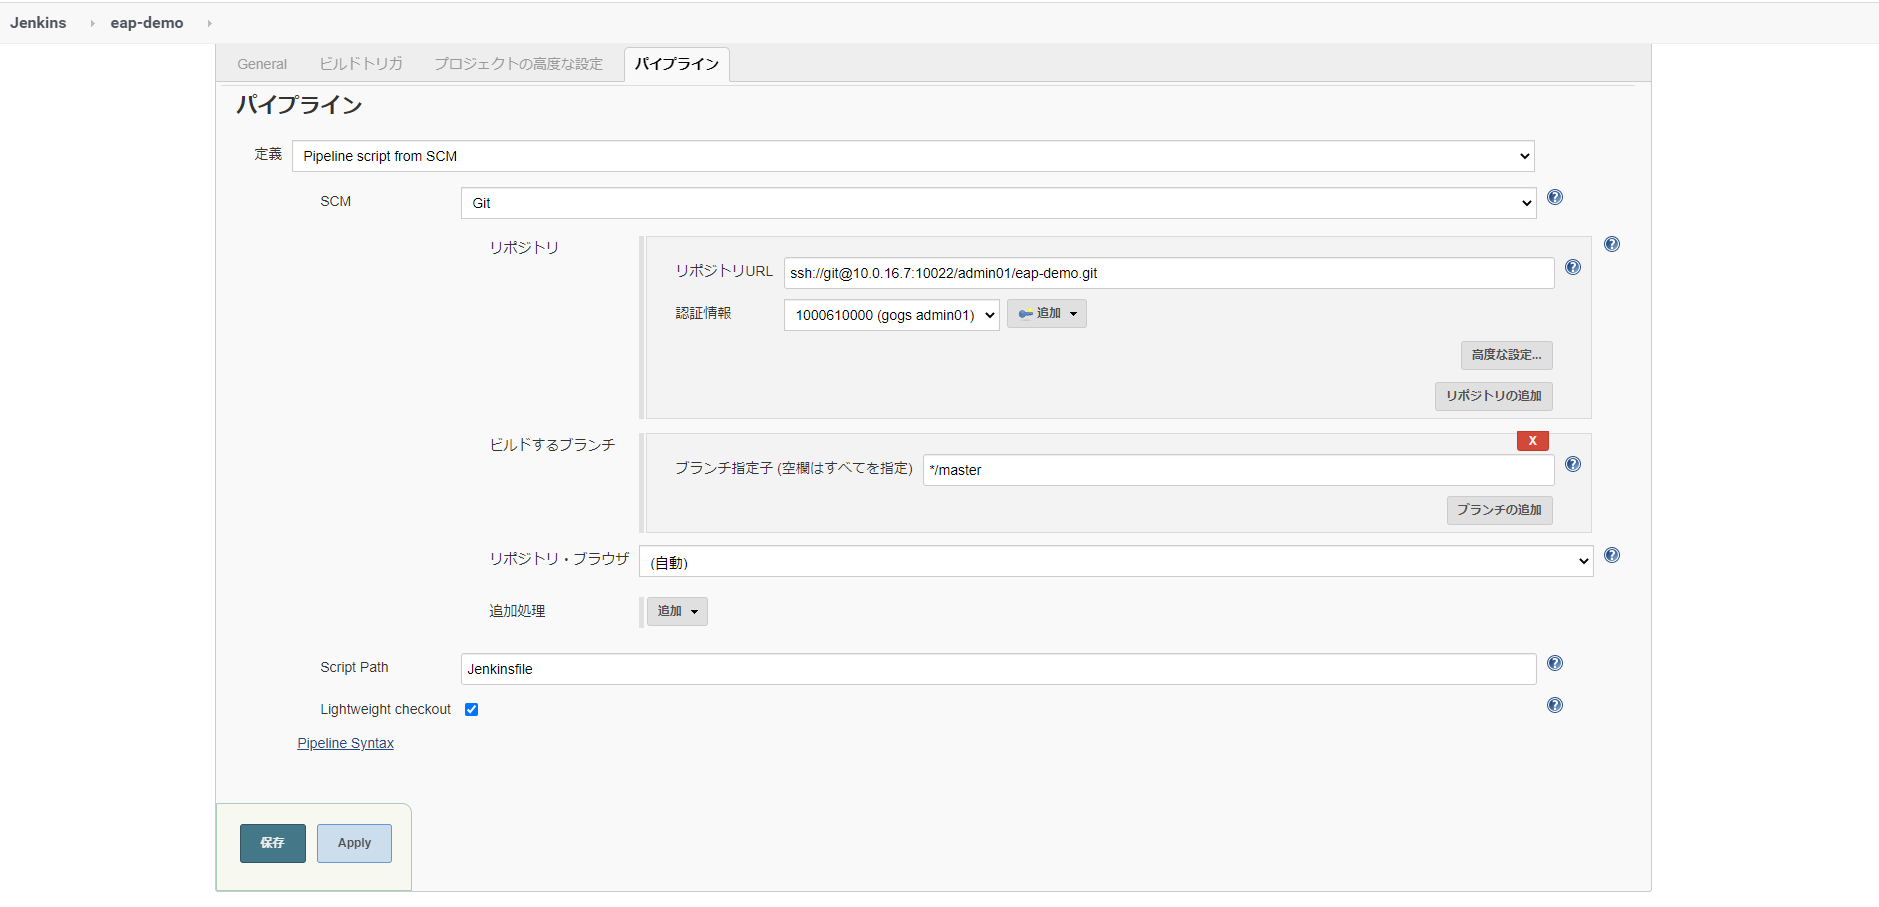 Jenkins eap-demo
General ビルドトリガ プロジェクトの高度な設定 パイプライン
パイプライン
定義 Pipeline script from SCM
SCM Git
リポジトリ
リポジトリURL ssh://git@10.0.16.7:10022/admin01/eap-demo.git
認証情報 1000610000 (gogs admin01) 追加
高度な設定...
リポジトリの追加
ビルドするブランチ
X
ブランチ指定子 (空欄はすべてを指定) */master
ブランチの追加
リポジトリ・ブラウザ (自動)
追加処理 追加
Script Path Jenkinsfile
Lightweight checkout
Pipeline Syntax
保存 Apply